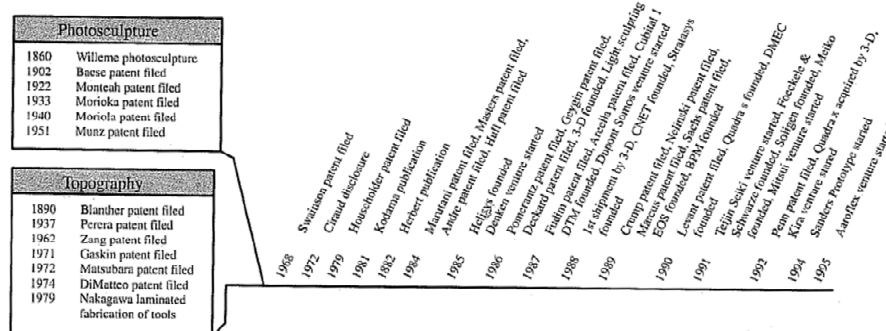 Photosculpture
1860 Willeme photosculpture
1902 Baese patent filed
1922 Monteah patent filed
1933 Morioka patent filed
1940 Moriola patent filed
1951 Munz patent filed
Topography
1890 Blanther patent filed
1937 Perera patent filed
1962 Zang patent filed
1971 Gaskin patent filed
1972 Matsubara patent filed
1974 DiMatteo patent filed
1979 Nakagawa laminated
fabrication of tools
Swainson patent filed
Ciraud disclosure
Householder patent filed
Kodama publication
Herbert publication
Marutani patent filed, Masters patent filed,
Andre patent filed, Hull patent filed
Helisys founded
Denken venture started
Pomerantz patent filed, Feygin patent filed,
Deckard patent filed, 3-D founded, Light sculpting
Fudim patent filed, Arcella patent filed, Cubital 1
DTM founded, Dupont Somos venture started
1st shipment by 3-D, CNET founded, Stratasys
founded
Crump patent filed, Nelinski patent filed,
Marcus patent filed, Sachs patent filed,
EOS founded, BPM founded
Levant patent filed, Quadra s founded, DMEC
founded
Teijin Seiki venture started, Foeckele &
Schwarze founded, Soligen founded, Meiko
founded, Mitsui venture started
Penn patent filed, Quadra x acquired by 3-D,
Kira venture stured
Sanders Prototype started
Aaroflex venture
1968
1972
1979
1981
1882
1984
1985
1986
1987
1988
1989
1990
1991
1992
1994
1995